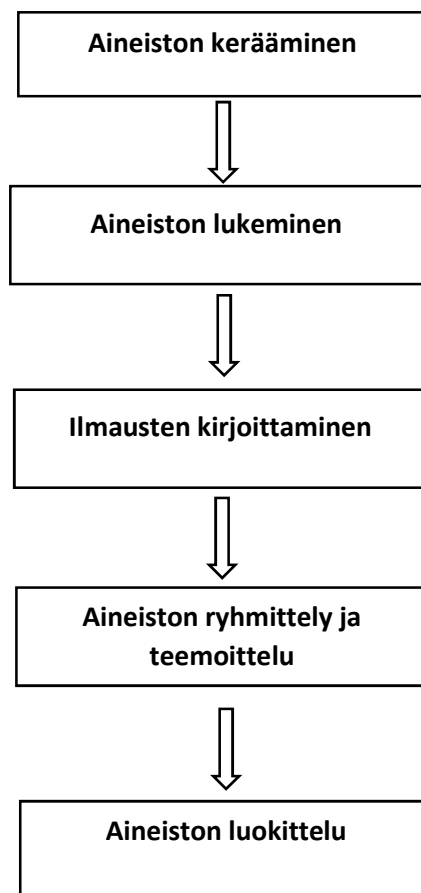 Aineiston kerääminen
Aineiston lukeminen
Ilmausten kirjoittaminen
Aineiston ryhmittely ja
teemoittelu
Aineiston luokittelu